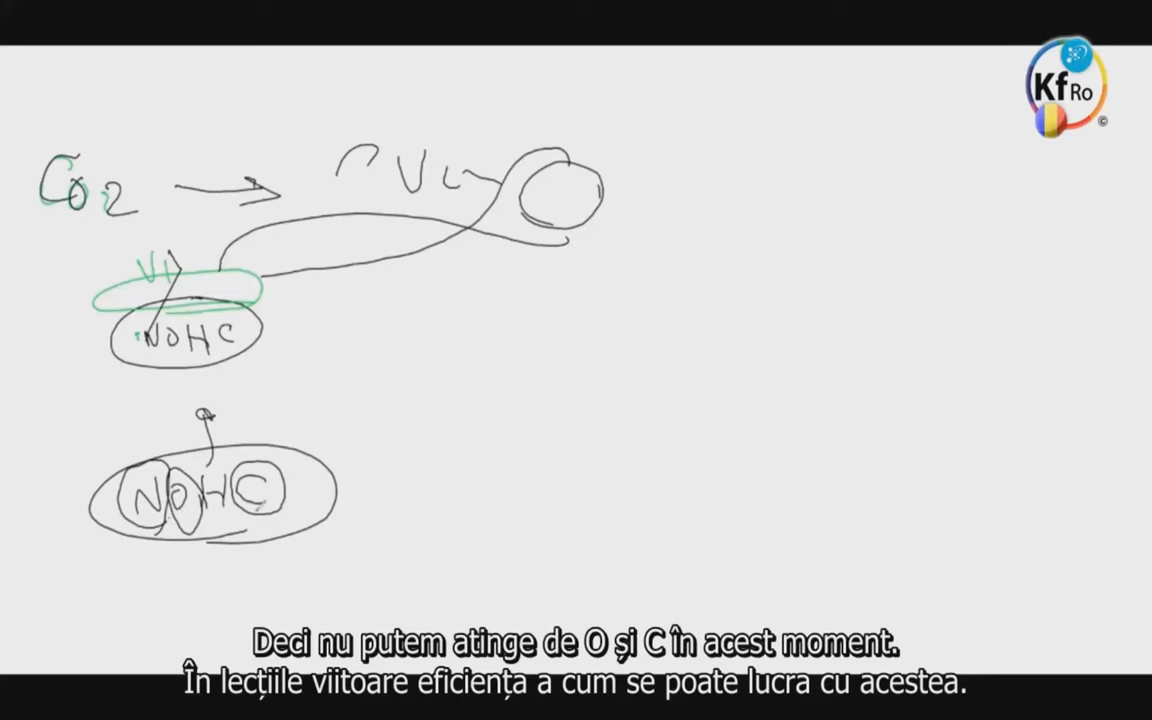 Kf Ro
©
CO2
V1
NOHC
NOHC
Deci nu putem atinge de O și C în acest moment.
În lecțiile viitoare eficiența a cum se poate lucra cu acestea.